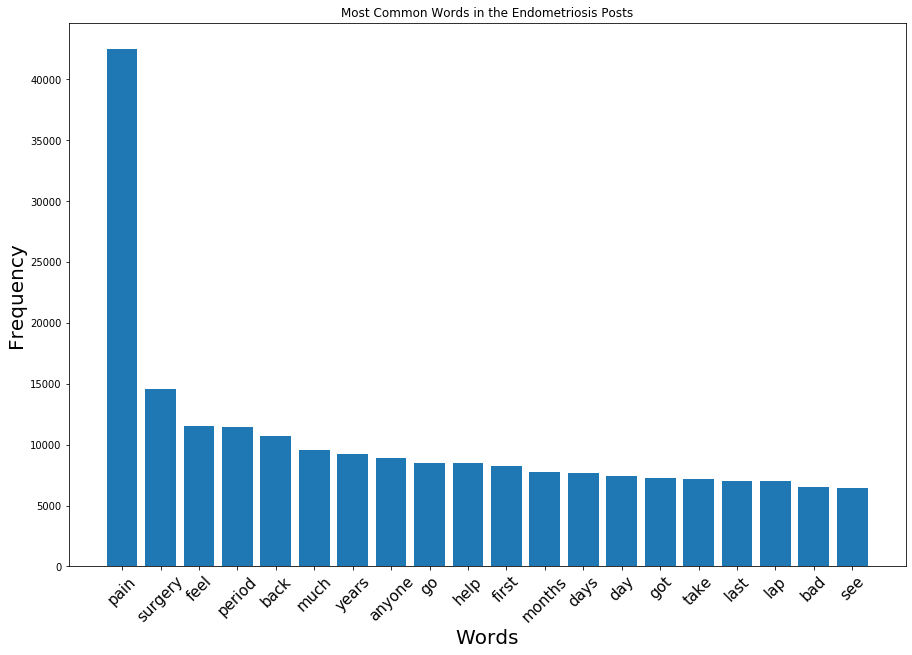 Most Common Words in the Endometriosis Posts
Frequency
40000
35000
30000
25000
20000
15000
10000
5000
0
pain surgery feel period back much years anyone go help first months days day got take last lap bad see
Words